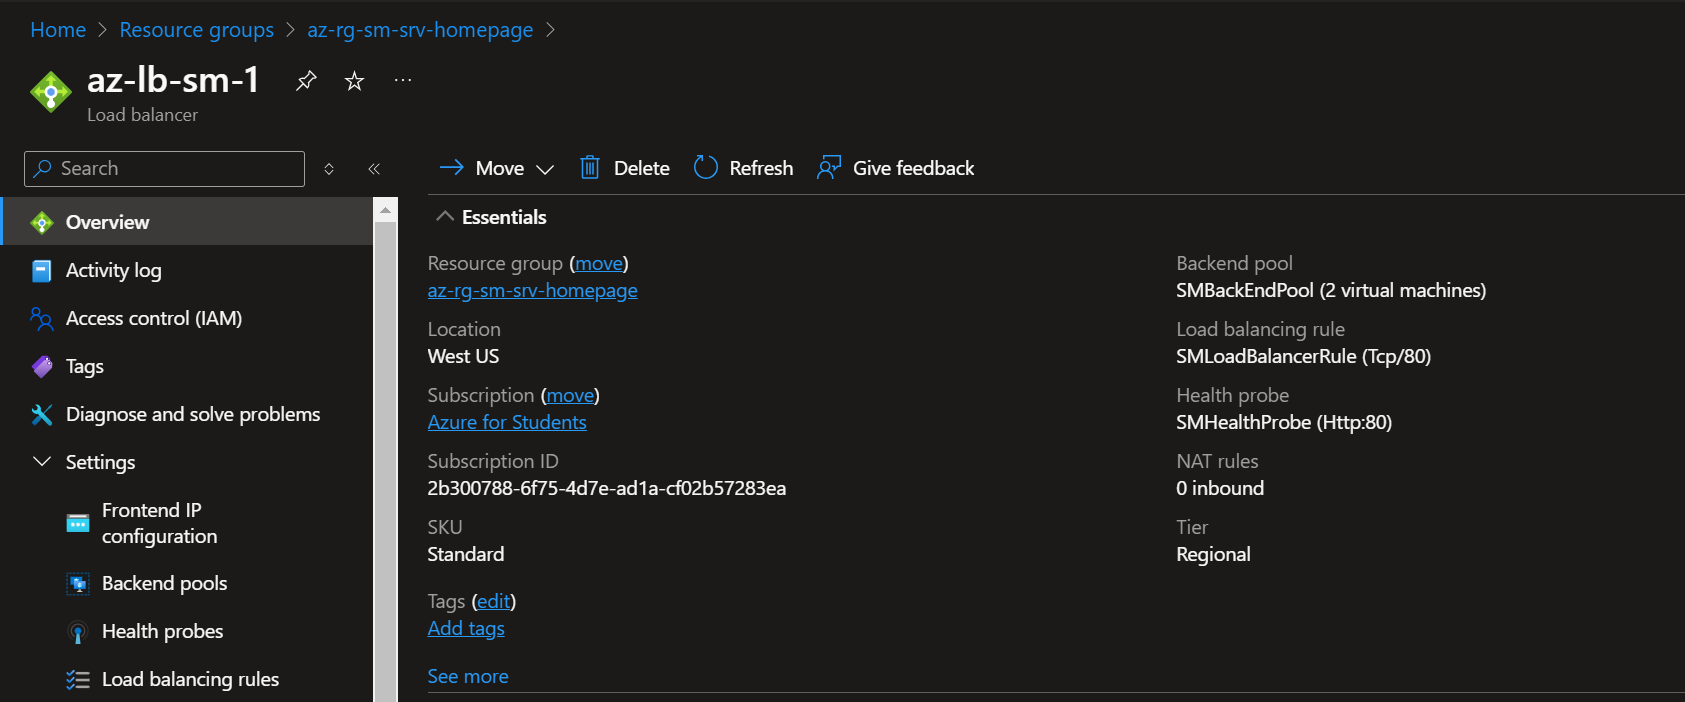 Home > Resource groups > az-rg-sm-srv-homepage >
az-lb-sm-1
Load balancer
Search
Move
Delete
Refresh
Give feedback
Overview
Activity log
Access control (IAM)
Tags
Diagnose and solve problems
Settings
Frontend IP
configuration
Backend pools
Health probes
Load balancing rules
Essentials
Resource group (move)
az-rg-sm-srv-homepage
Location
West US
Subscription (move)
Azure for Students
Subscription ID
2b300788-6f75-4d7e-ad1a-cf02b57283ea
SKU
Standard
Tags (edit)
Add tags
See more
Backend pool
SMBackEndPool (2 virtual machines)
Load balancing rule
SMLoadBalancerRule (Tcp/80)
Health probe
SMHealthProbe (Http:80)
NAT rules
0 inbound
Tier
Regional